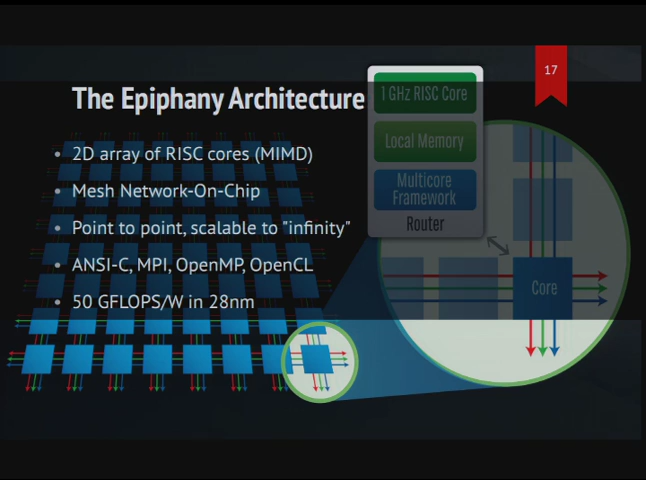 17
The Epiphany Architecture
• 2D array of RISC cores (MIMD)
• Mesh Network-On-Chip
• Point to point, scalable to "infinity"
• ANSI-C, MPI, OpenMP, OpenCL
• 50 GFLOPS/W in 28nm
1 GHz RISC Core
Local Memory
Multicore
Framework
Router
Core